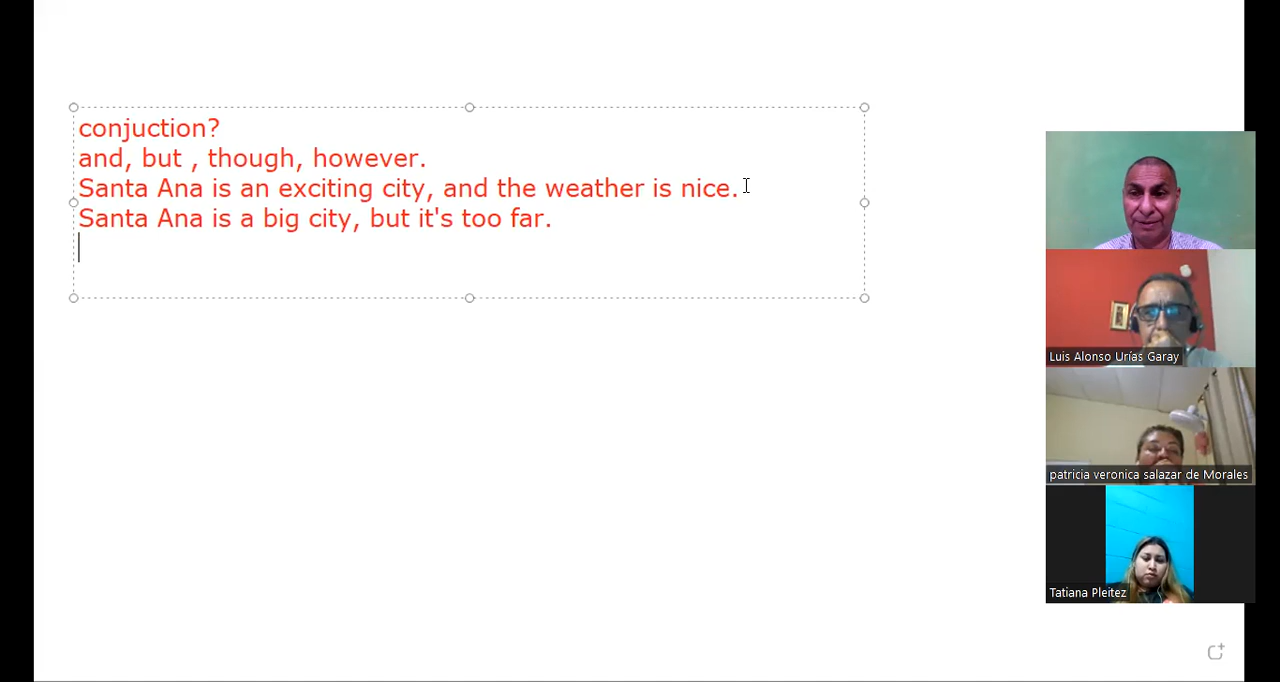 conjuction?
and, but , though, however.
Santa Ana is an exciting city, and the weather is nice.
Santa Ana is a big city, but it's too far.
Luis Alonso Urías Garay
patricia veronica salazar de Morales
Tatiana Pleitez